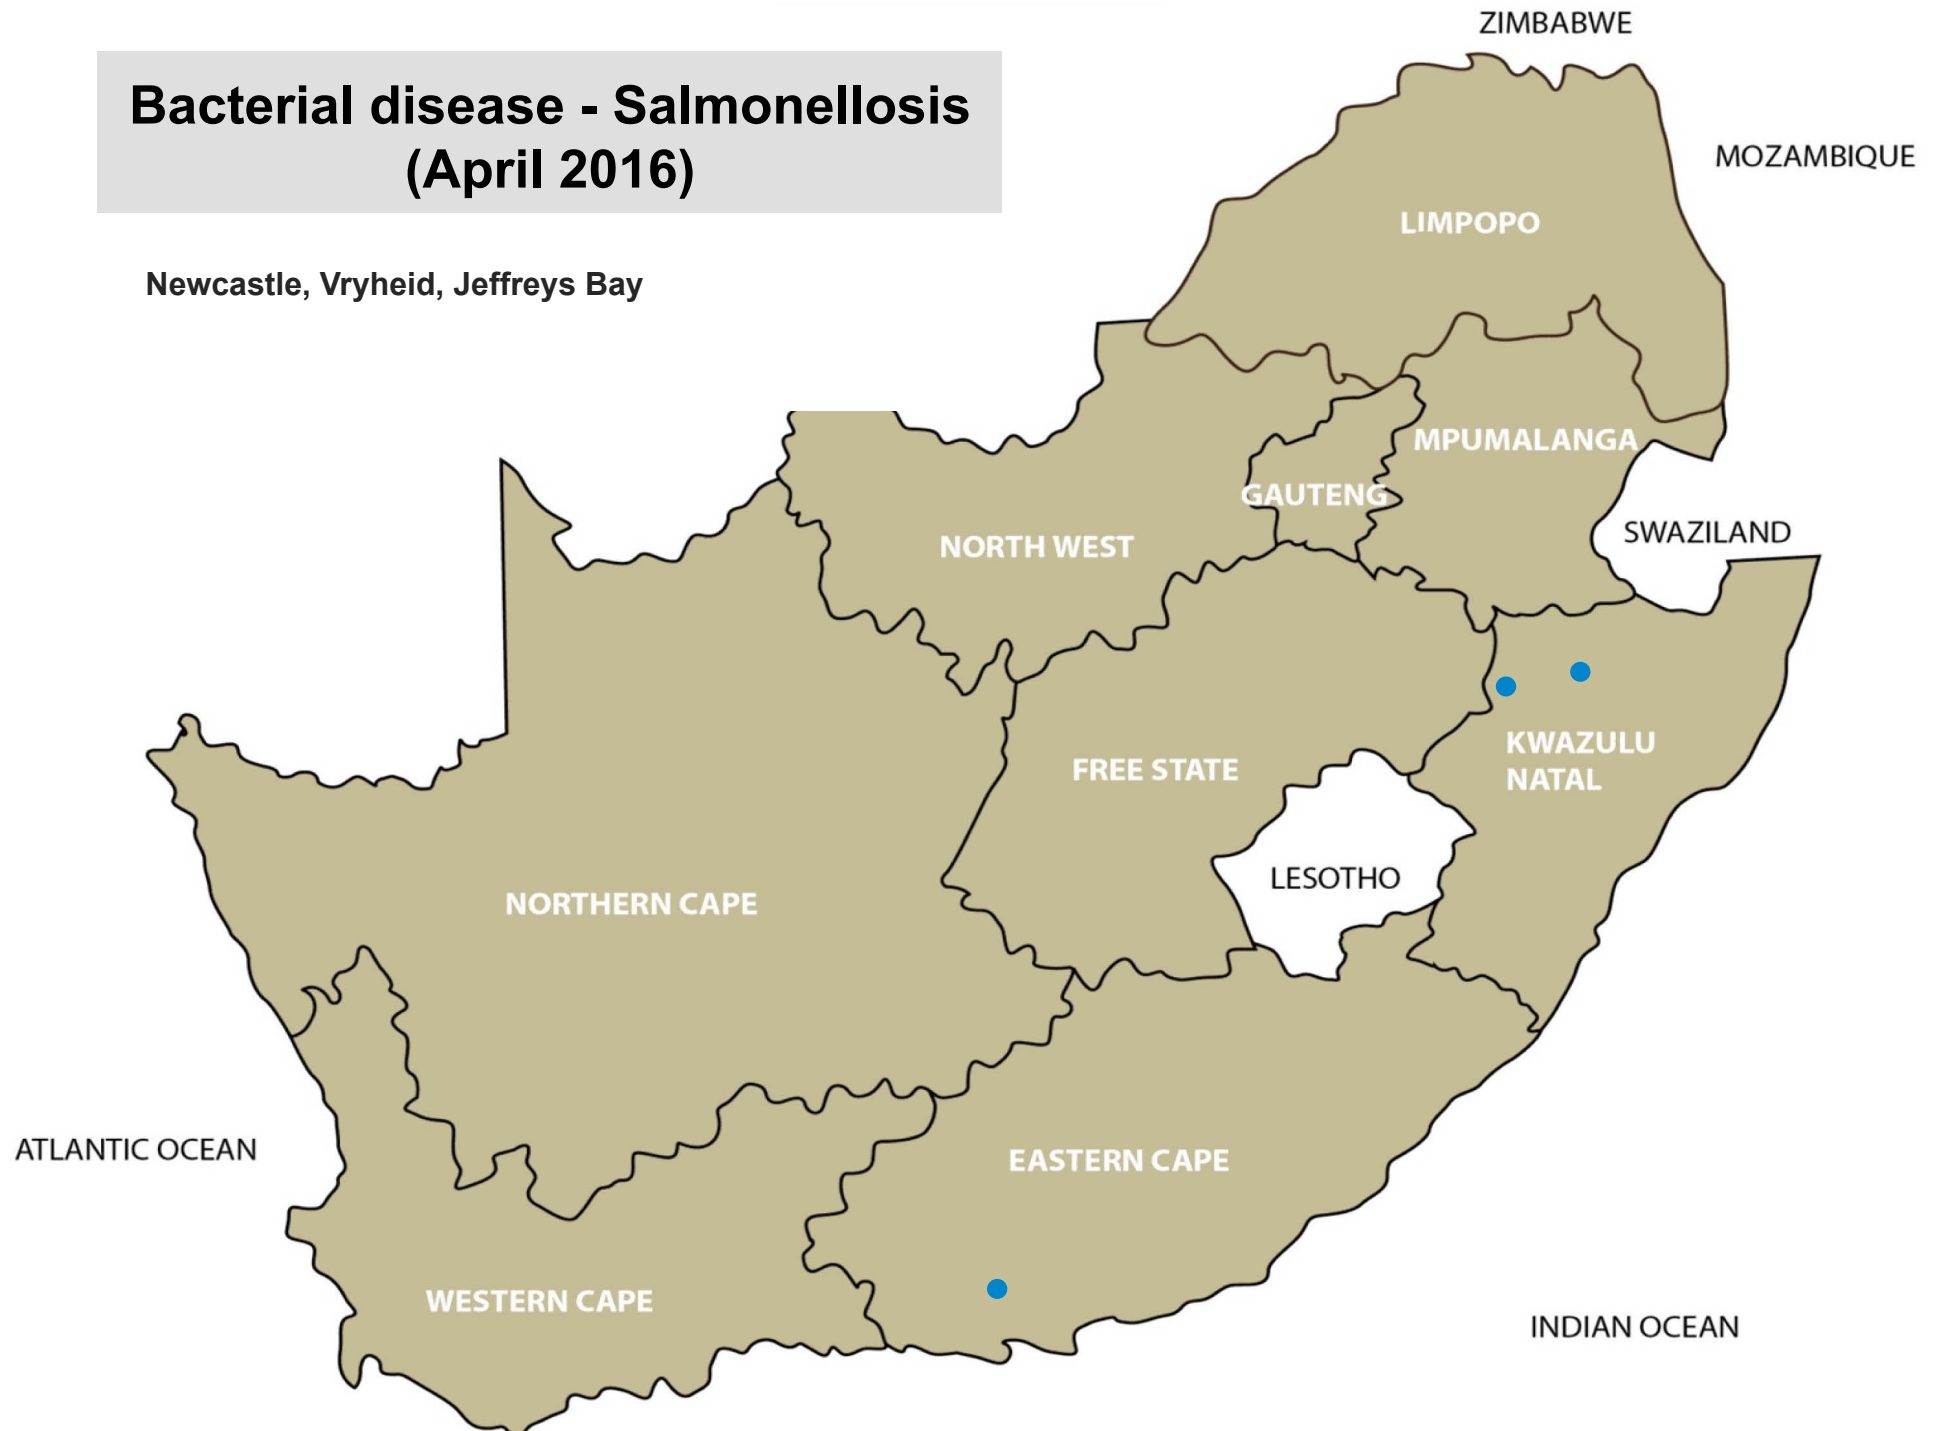 Bacterial disease - Salmonellosis
(April 2016)
Newcastle, Vryheid, Jeffreys Bay
ZIMBABWE
MOZAMBIQUE
LIMPOPO
MPUMALANGA
GAUTENG
SWAZILAND
NORTH WEST
KWAZULU
NATAL
FREE STATE
LESOTHO
NORTHERN CAPE
ATLANTIC OCEAN
EASTERN CAPE
WESTERN CAPE
INDIAN OCEAN